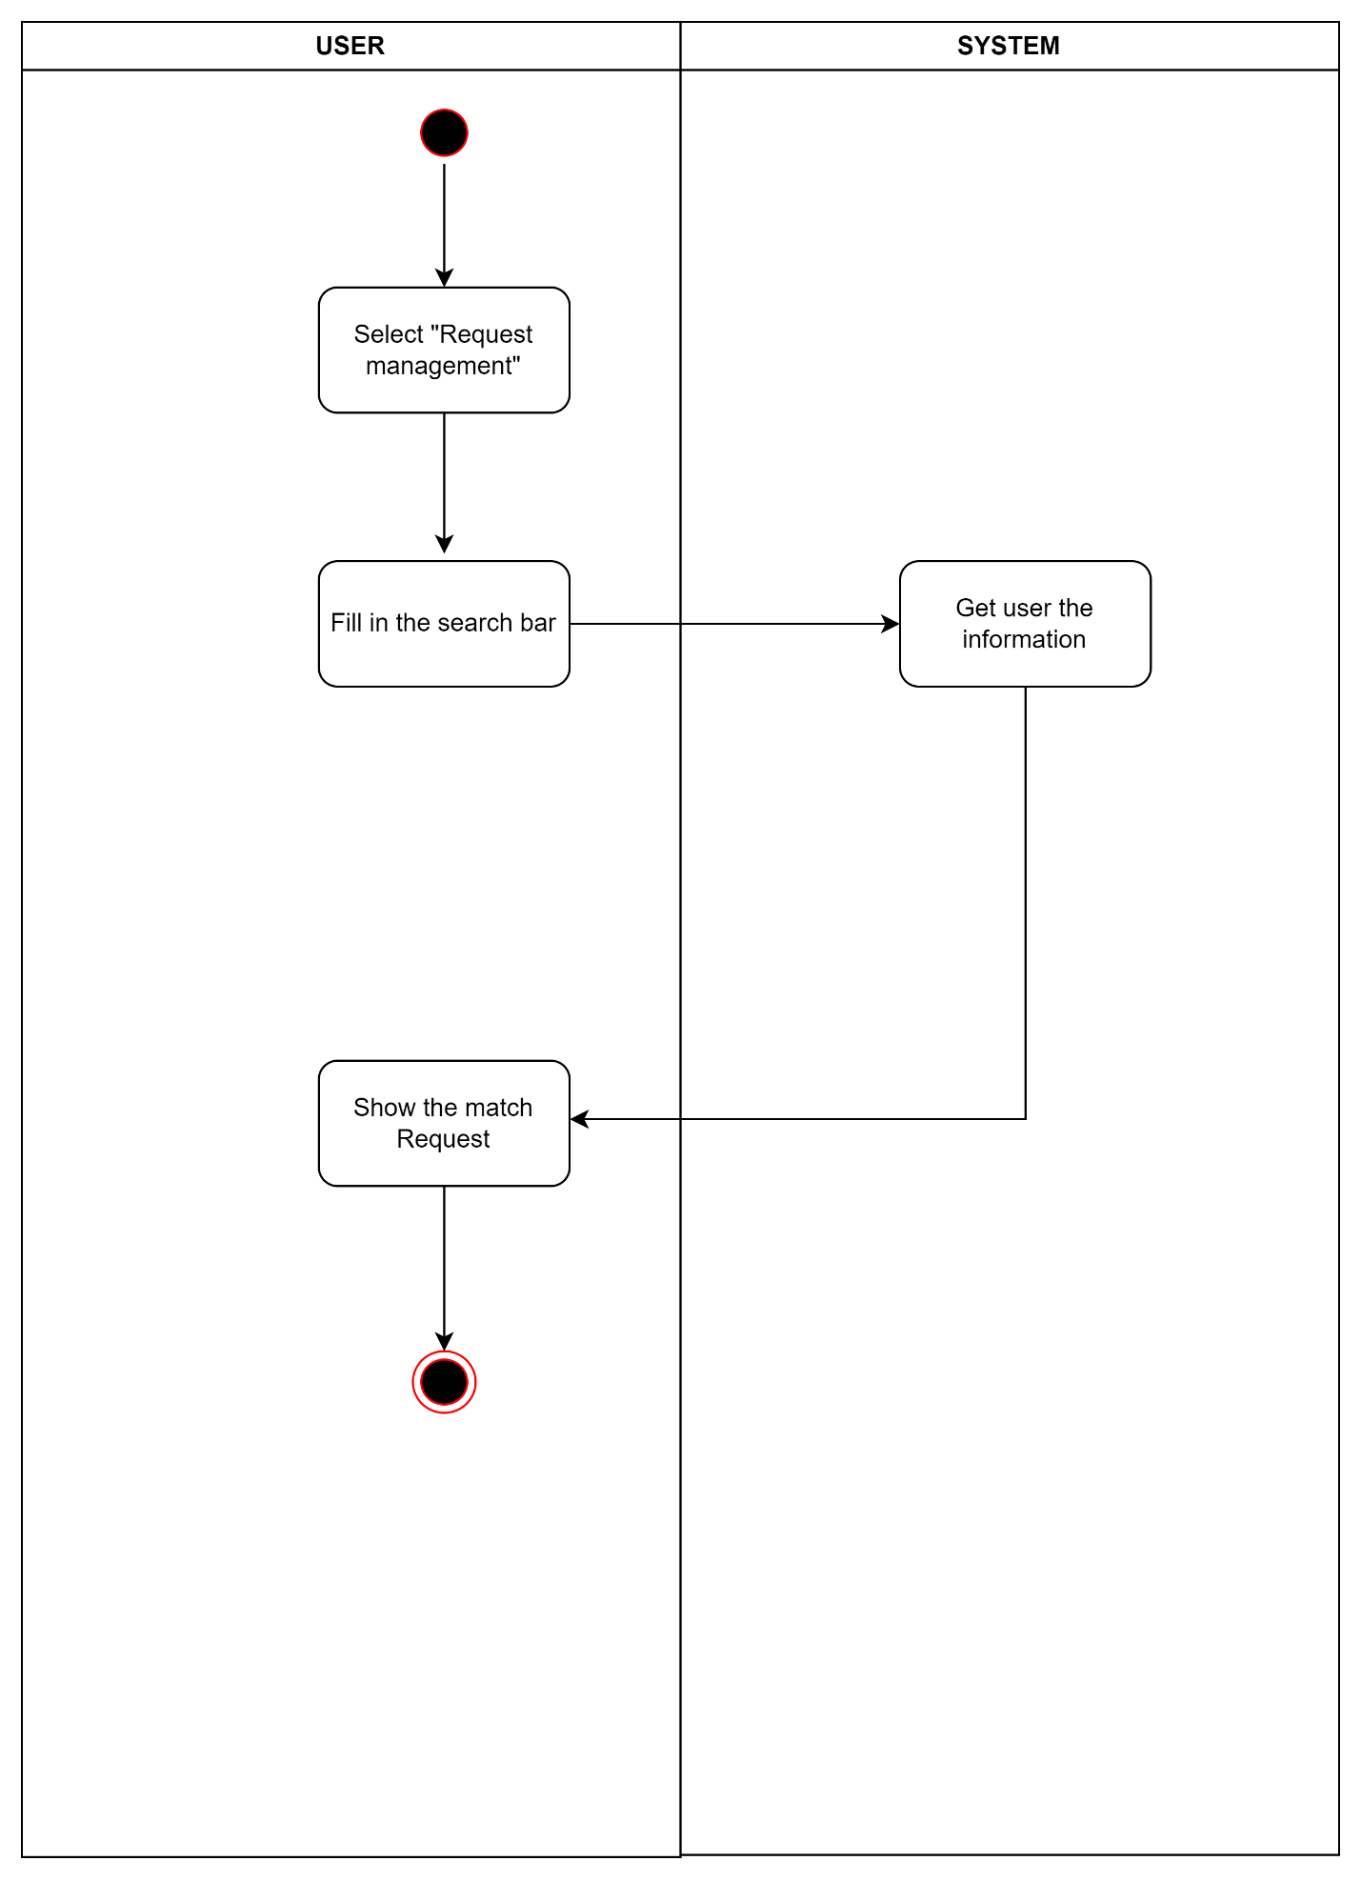 USER
SYSTEM
Select "Request
management"
Fill in the search bar
Get user the
information
Show the match
Request